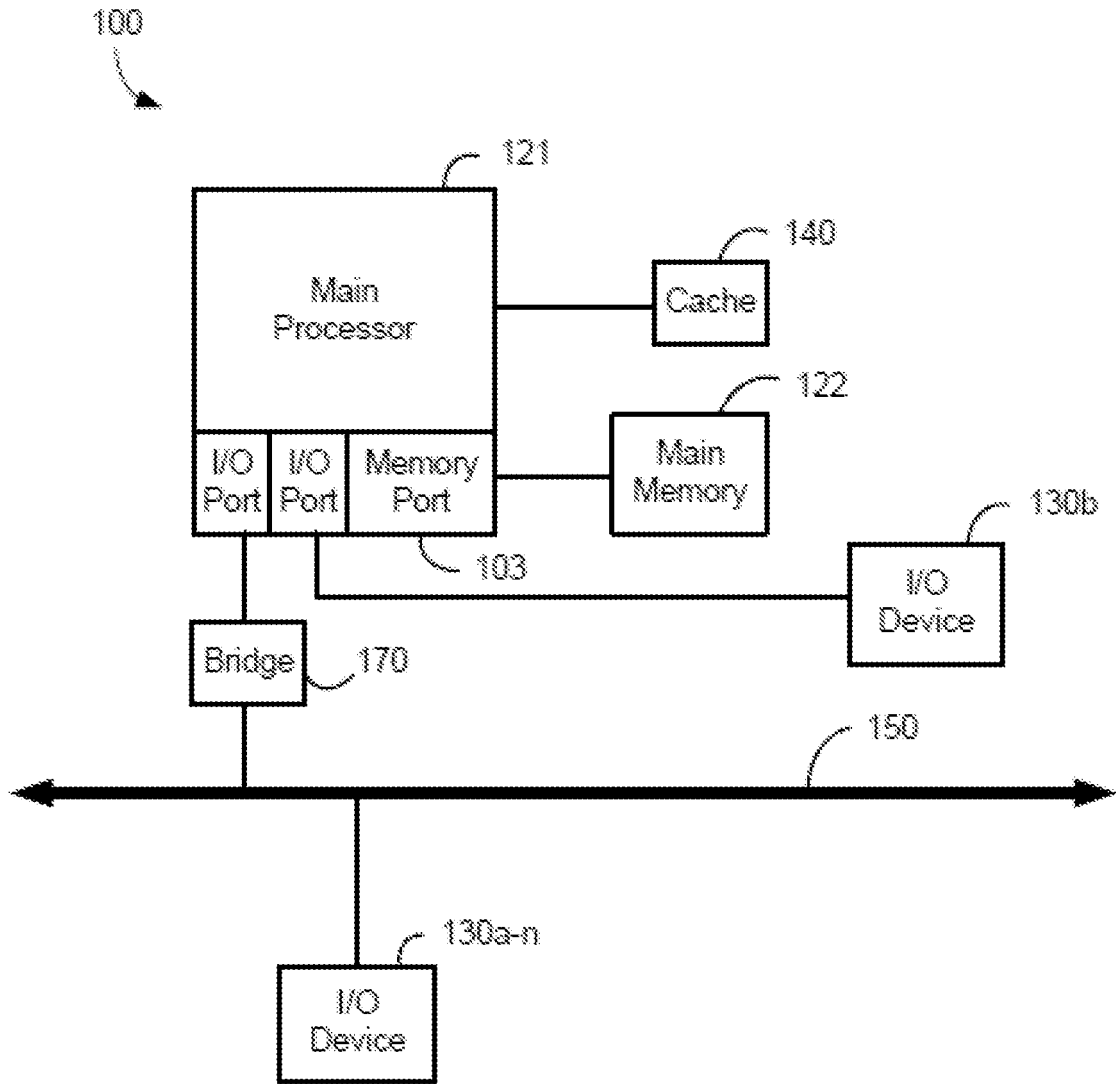 100
121
Main
Processor
140
Cache
122
Main
Memory
I/O
Port
I/O
Port
Memory
Port
103
130b
I/O
Device
Bridge
170
150
130a-n
I/O
Device